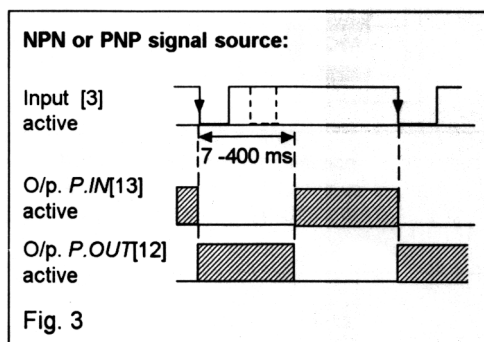 NPN or PNP signal source:
Input [3]
active
7 -400 ms
O/p. P.IN[13]
active
O/p. P.OUT[12]
active
Fig. 3